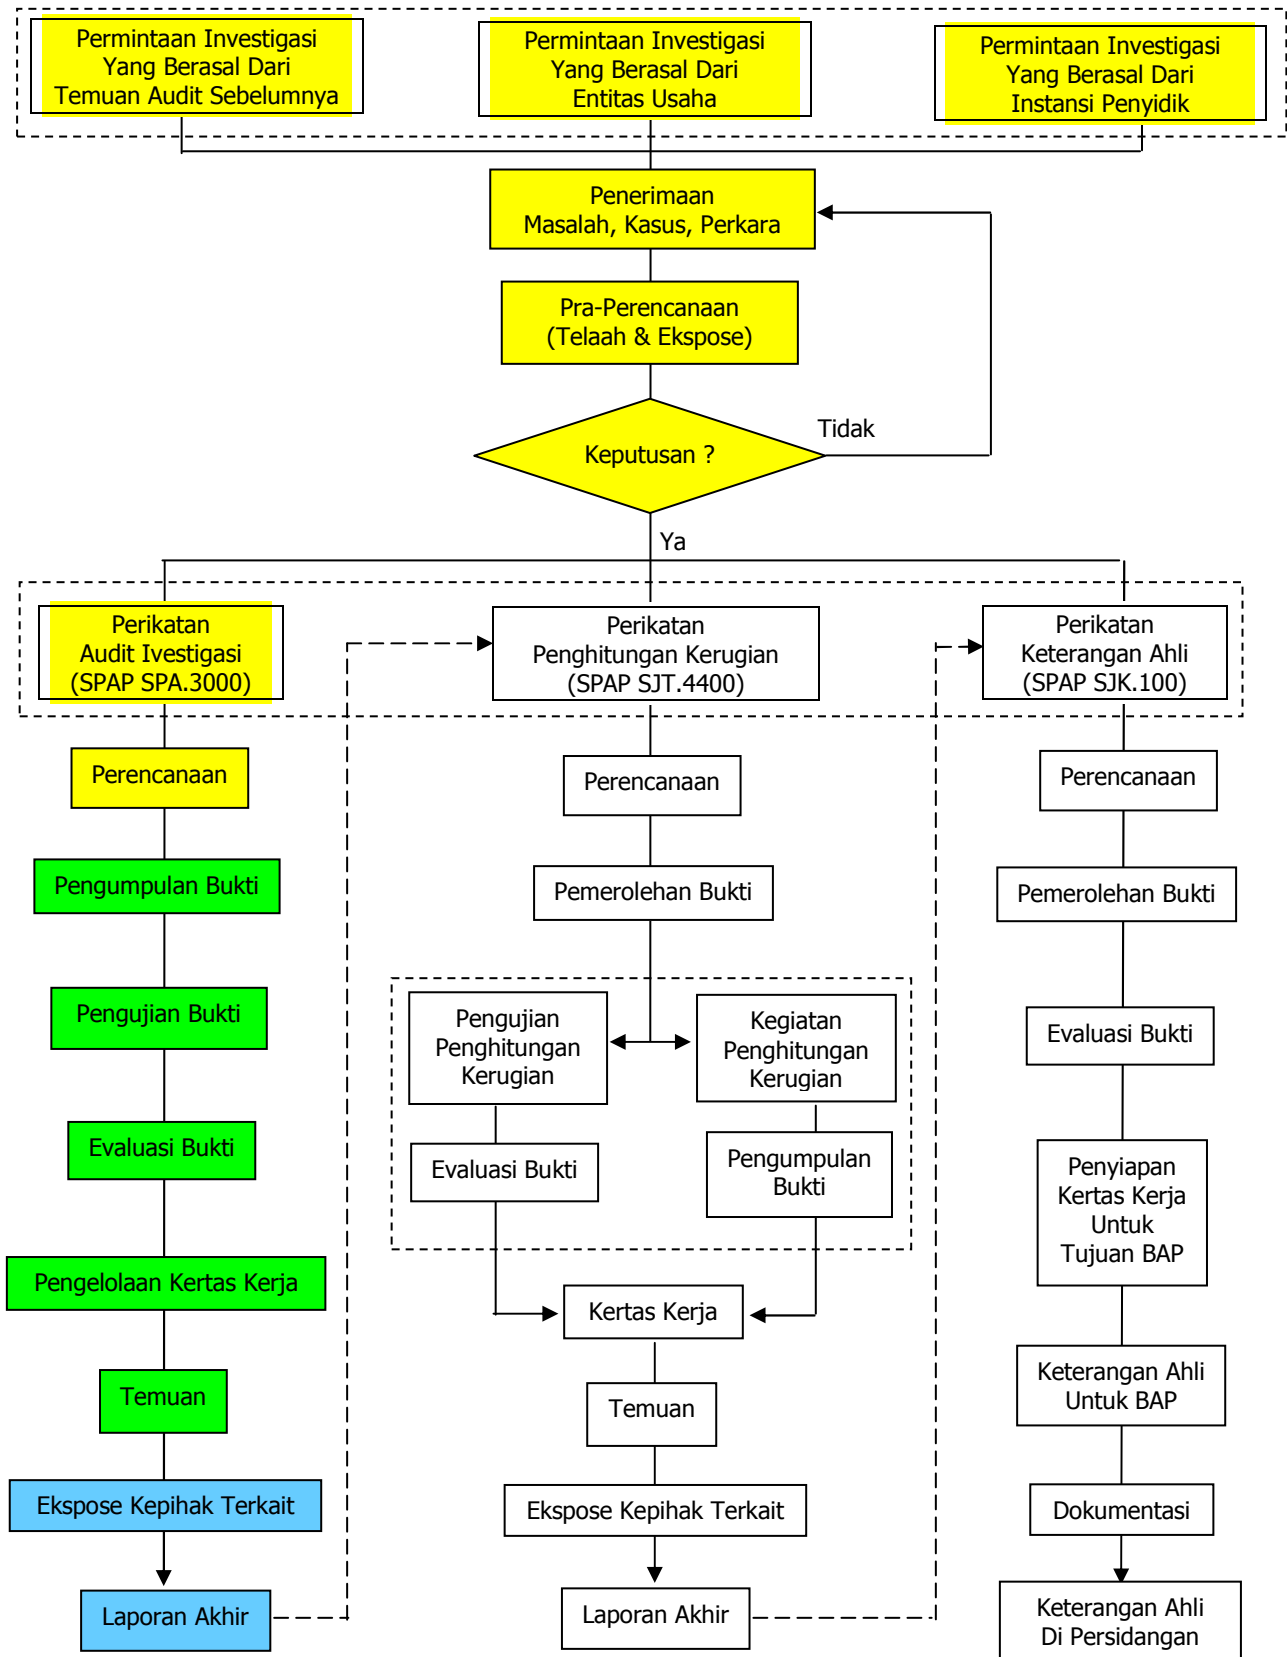 Permintaan Investigasi
Yang Berasal Dari
Temuan Audit Sebelumnya
Permintaan Investigasi
Yang Berasal Dari
Entitas Usaha
Permintaan Investigasi
Yang Berasal Dari
Instansi Penyidik
Penerimaan
Masalah, Kasus, Perkara
Pra-Perencanaan
(Telaah & Ekspose)
Keputusan ?
Tidak
Ya
Perikatan
Audit Ivestigasi
(SPAP SPA.3000)
Perikatan
Penghitungan Kerugian
(SPAP SJT.4400)
Perikatan
Keterangan Ahli
(SPAP SJK.100)
Perencanaan
Pengumpulan Bukti
Pengujian Bukti
Evaluasi Bukti
Pengelolaan Kertas Kerja
Temuan
Ekspose Kepihak Terkait
Laporan Akhir
Perencanaan
Pemerolehan Bukti
Pengujian
Penghitungan
Kerugian
Evaluasi Bukti
Kegiatan
Penghitungan
Kerugian
Pengumpulan
Bukti
Kertas Kerja
Temuan
Ekspose Kepihak Terkait
Laporan Akhir
Perencanaan
Pemerolehan Bukti
Evaluasi Bukti
Penyiapan
Kertas Kerja
Untuk
Tujuan BAP
Keterangan Ahli
Untuk BAP
Dokumentasi
Keterangan Ahli
Di Persidangan